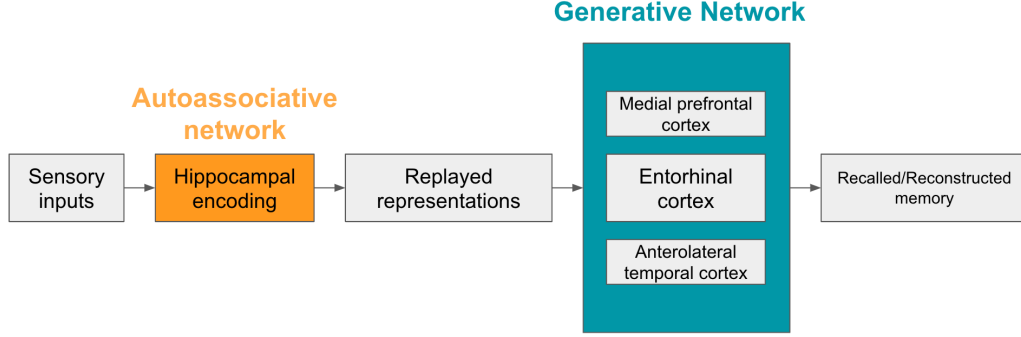 Generative Network
Autoassociative
network
Sensory
inputs
Hippocampal
encoding
Replayed
representations
Medial prefrontal
cortex
Entorhinal
cortex
Anterolateral
temporal cortex
Recalled/Reconstructed
memory